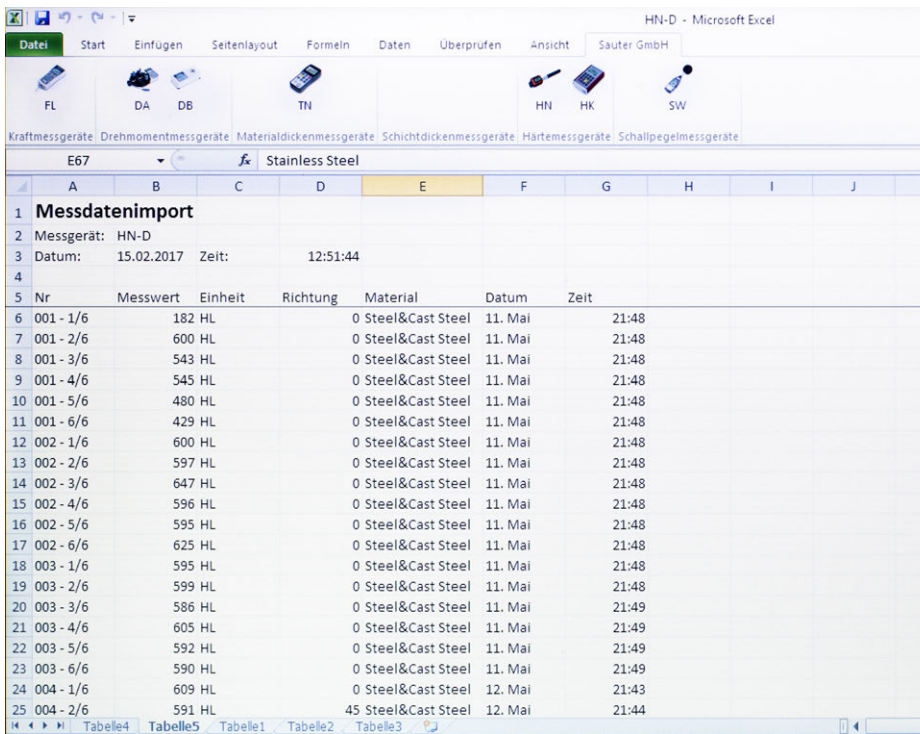 HN-D - Microsoft Excel
Datei Start Einfügen Seitenlayout Formeln Daten Überprüfen Ansicht Sauter GmbH
FL DA DB TN HN HK SW
Kraftmessgeräte Drehmomentmessgeräte Materialdickenmessgeräte Schichtdickenmessgeräte Härtemessgeräte Schallpegelmessgeräte
E67 fx Stainless Steel
A B C D E F G H I J
1 Messdatenimport
2 Messgerät: HN-D
3 Datum: 15.02.2017 Zeit: 12:51:44
4
5 Nr Messwert Einheit Richtung Material Datum Zeit
6 001 - 1/6 182 HL 0 Steel&Cast Steel 11. Mai 21:48
7 001 - 2/6 600 HL 0 Steel&Cast Steel 11. Mai 21:48
8 001 - 3/6 543 HL 0 Steel&Cast Steel 11. Mai 21:48
9 001 - 4/6 545 HL 0 Steel&Cast Steel 11. Mai 21:48
10 001 - 5/6 480 HL 0 Steel&Cast Steel 11. Mai 21:48
11 001 - 6/6 429 HL 0 Steel&Cast Steel 11. Mai 21:48
12 002 - 1/6 600 HL 0 Steel&Cast Steel 11. Mai 21:48
13 002 - 2/6 597 HL 0 Steel&Cast Steel 11. Mai 21:48
14 002 - 3/6 647 HL 0 Steel&Cast Steel 11. Mai 21:48
15 002 - 4/6 596 HL 0 Steel&Cast Steel 11. Mai 21:48
16 002 - 5/6 595 HL 0 Steel&Cast Steel 11. Mai 21:48
17 002 - 6/6 625 HL 0 Steel&Cast Steel 11. Mai 21:48
18 003 - 1/6 595 HL 0 Steel&Cast Steel 11. Mai 21:48
19 003 - 2/6 599 HL 0 Steel&Cast Steel 11. Mai 21:48
20 003 - 3/6 586 HL 0 Steel&Cast Steel 11. Mai 21:49
21 003 - 4/6 605 HL 0 Steel&Cast Steel 11. Mai 21:49
22 003 - 5/6 592 HL 0 Steel&Cast Steel 11. Mai 21:49
23 003 - 6/6 590 HL 0 Steel&Cast Steel 11. Mai 21:49
24 004 - 1/6 609 HL 0 Steel&Cast Steel 12. Mai 21:43
25 004 - 2/6 591 HL 45 Steel&Cast Steel 12. Mai 21:44
Tabelle4 Tabelle5 Tabelle1 Tabelle2 Tabelle3